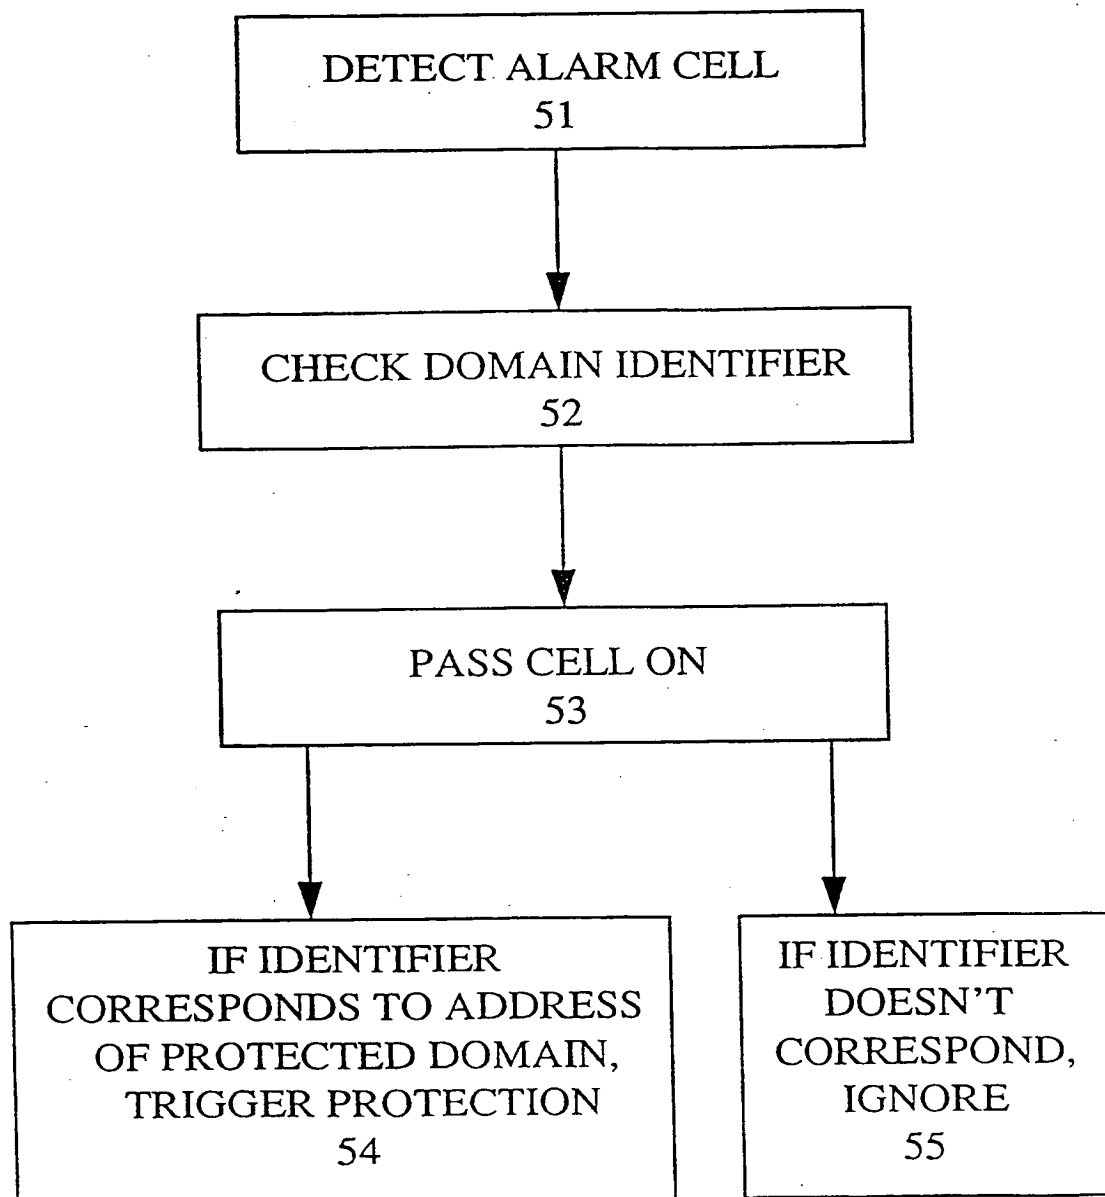 DETECT ALARM CELL
51
CHECK DOMAIN IDENTIFIER
52
PASS CELL ON
53
IF IDENTIFIER
CORRESPONDS TO ADDRESS
OF PROTECTED DOMAIN,
TRIGGER PROTECTION
54
IF IDENTIFIER
DOESN'T
CORRESPOND,
IGNORE
55